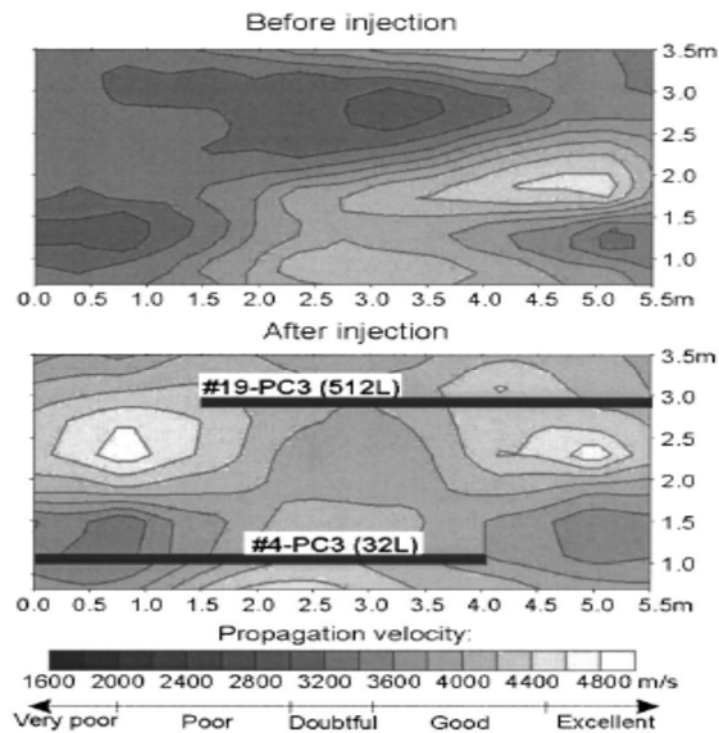 Before injection
3.5m
3.0
2.5
2.0
1.5
1.0
0.0 0.5 1.0 1.5 2.0 2.5 3.0 3.5 4.0 4.5 5.0 5.5m
After injection
3.5m
#19-PC3 (512L)
3.0
2.5
2.0
1.5
#4-PC3 (32L)
1.0
0.0 0.5 1.0 1.5 2.0 2.5 3.0 3.5 4.0 4.5 5.0 5.5m
Propagation velocity:
1600 2000 2400 2800 3200 3600 4000 4400 4800 m/s
Very poor Poor Doubtful Good Excellent